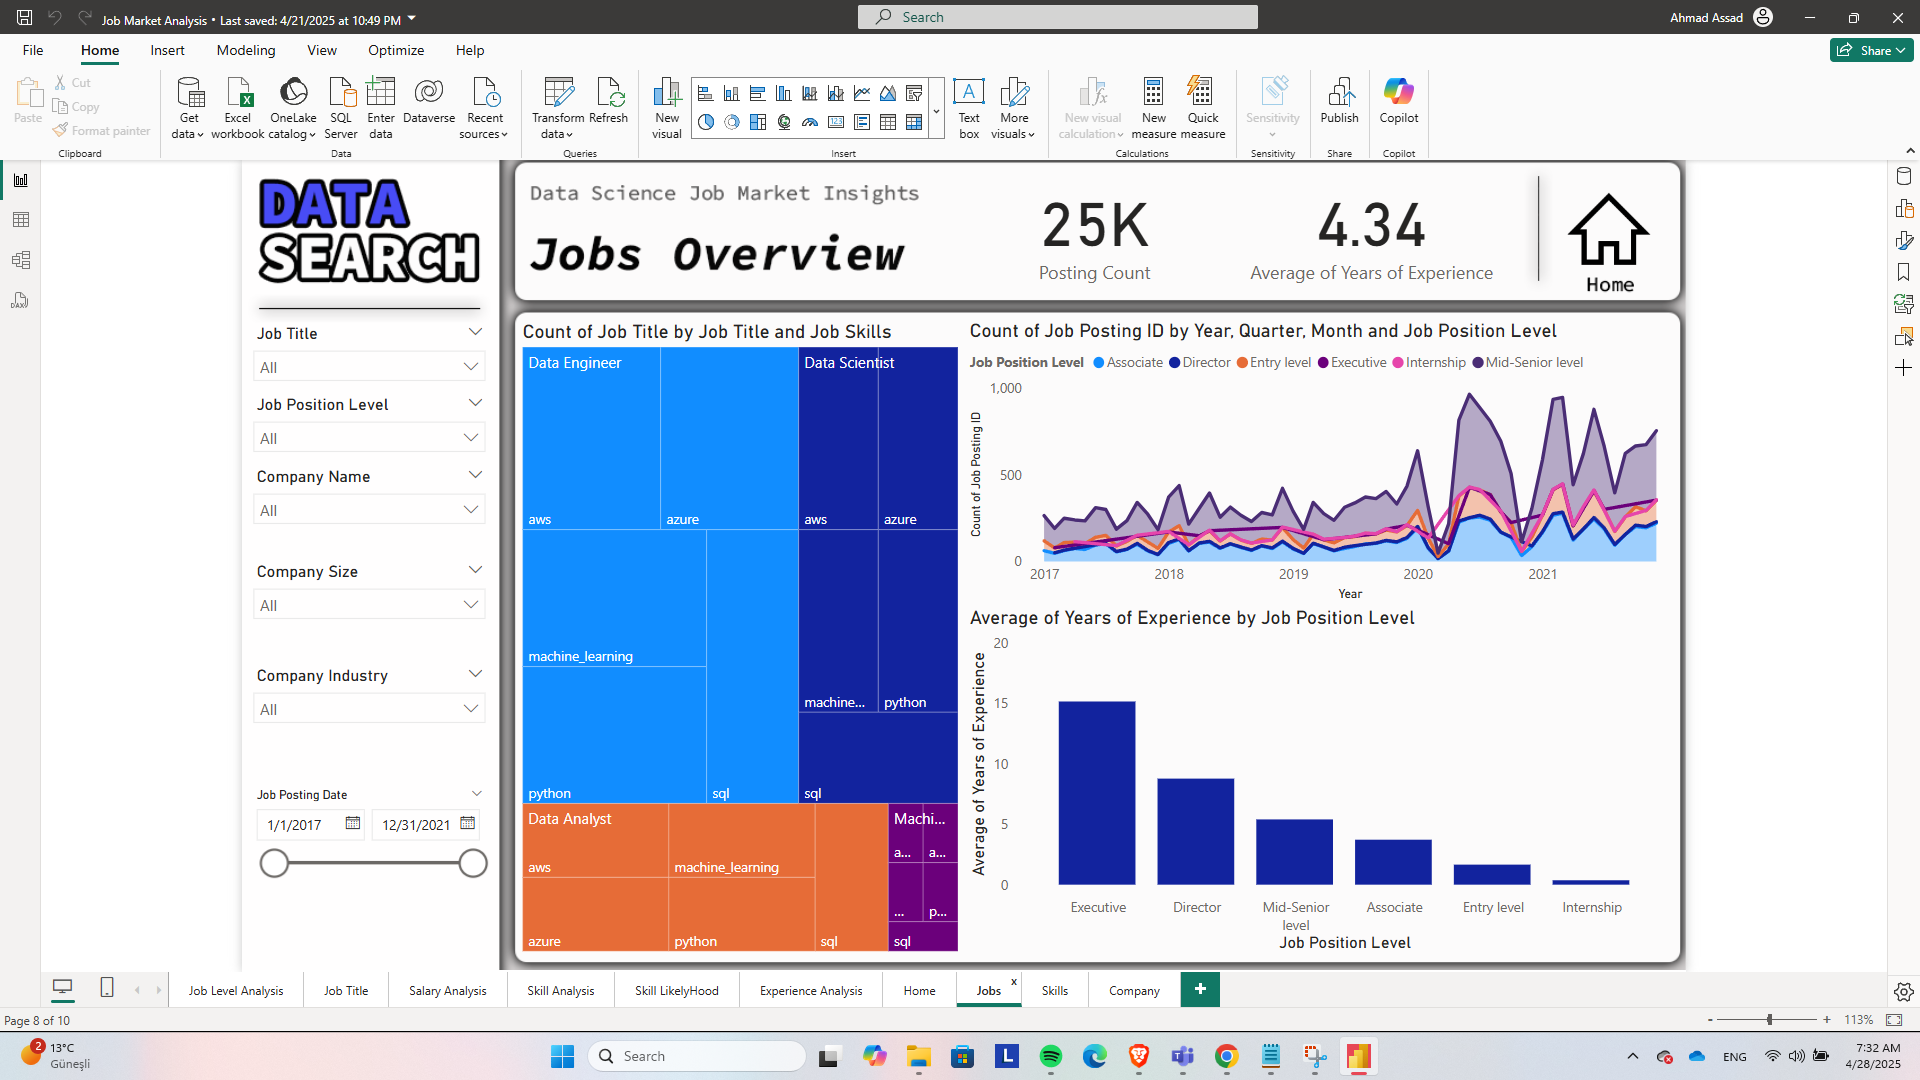 Job Market Analysis • Last saved: 4/21/2025 at 10:49 PM
Search
Ahmad Assad
File Home Insert Modeling View Optimize Help
Share
Paste
Cut
Copy
Format painter
Clipboard
Get data
Excel workbook
OneLake catalog
SQL Server
Enter data
Dataverse
Recent sources
Data
Transform data
Refresh
Queries
New visual
Text box
More visuals
Insert
New visual calculation
New measure
Quick measure
Calculations
Sensitivity
Sensitivity
Publish
Share
Copilot
Copilot
DATA
SEARCH
Job Title
All
Job Position Level
All
Company Name
All
Company Size
All
Company Industry
All
Job Posting Date
1/1/2017
12/31/2021
Data Science Job Market Insights
Jobs Overview
25K
Posting Count
4.34
Average of Years of Experience
Home
Count of Job Title by Job Title and Job Skills
Data Engineer
aws
azure
machine_learning
python
sql
Data Scientist
aws
azure
machine...
python
sql
Data Analyst
aws
machine_learning
azure
python
sql
Machi...
a...
a...
...
p...
sql
Count of Job Posting ID by Year, Quarter, Month and Job Position Level
Job Position Level Associate Director Entry level Executive Internship Mid-Senior level
Count of Job Posting ID
1,000
500
0
2017 2018 2019 2020 2021
Year
Average of Years of Experience by Job Position Level
Average of Years of Experience
20
15
10
5
0
Executive Director Mid-Senior level Associate Entry level Internship
Job Position Level
Job Level Analysis Job Title Salary Analysis Skill Analysis Skill LikelyHood Experience Analysis Home Jobs x Skills Company +
Page 8 of 10
- + 113%
2
13°C
Güneşli
Search
L
ENG
7:32 AM
4/28/2025